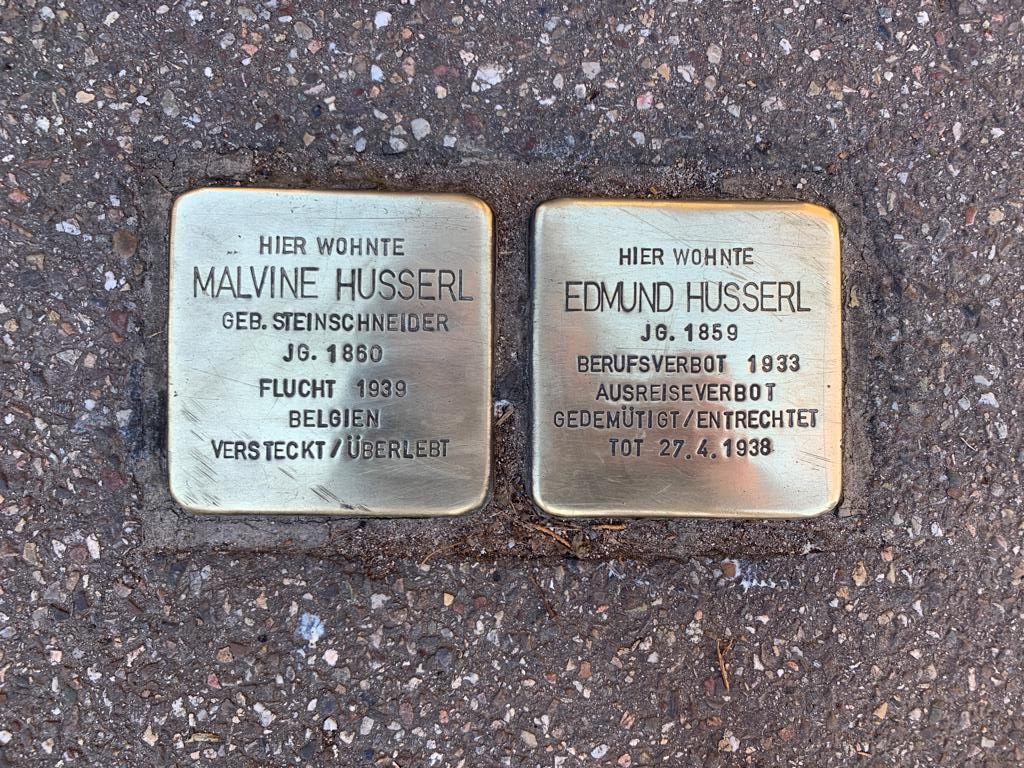 HIER WOHNTE
MALVINE HUSSERL
GEB. STEINSCHNEIDER
JG. 1860
FLUCHT 1939
BELGIEN
VERSTECKT / ÜBERLEBT
HIER WOHNTE
EDMUND HUSSERL
JG. 1859
BERUFSVERBOT 1933
AUSREISEVERBOT
GEDEMÜTIGT/ENTRECHTET
TOT 27.4.1938